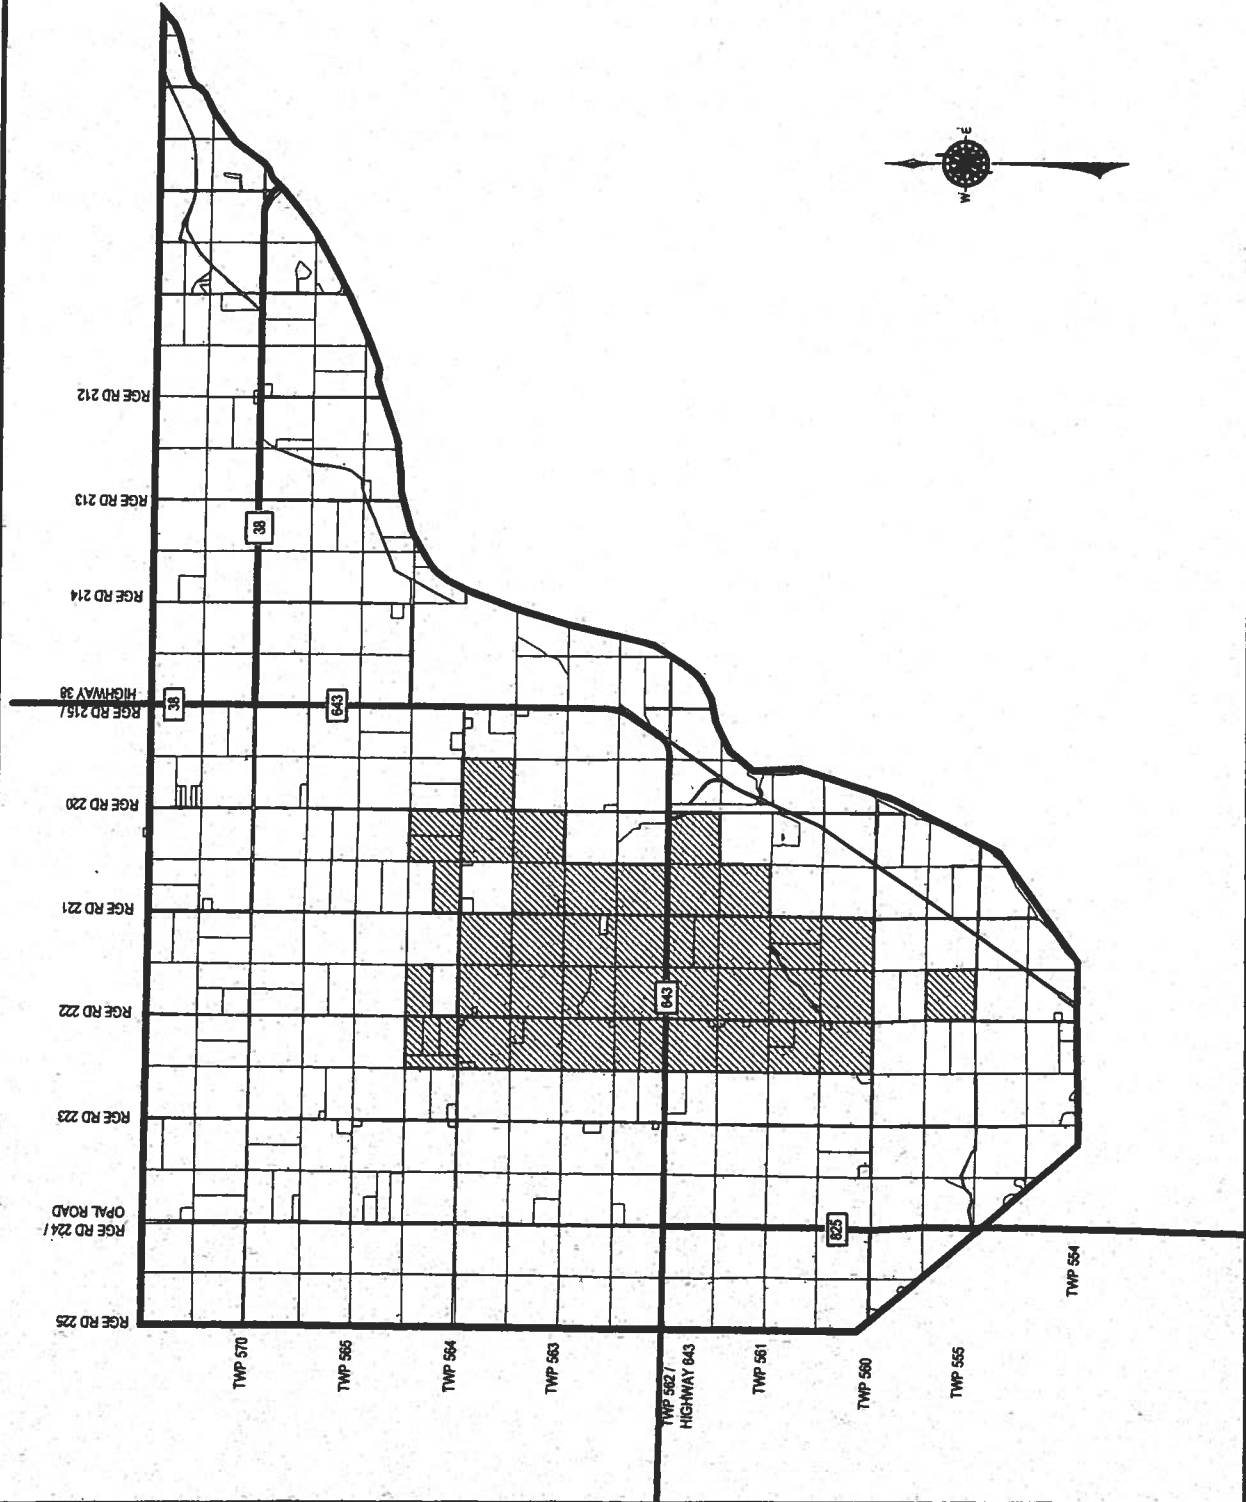 RGE RD 212
RGE RD 213
RGE RD 214
RGE RD 215 /
HIGHWAY 38
RGE RD 220
RGE RD 221
RGE RD 222
RGE RD 223
RGE RD 224 /
OPAL ROAD
RGE RD 225
38
38
643
643
825
TWP 570
TWP 565
TWP 564
TWP 563
TWP 562 /
HIGHWAY 643
TWP 561
TWP 560
TWP 555
TWP 554
W
E